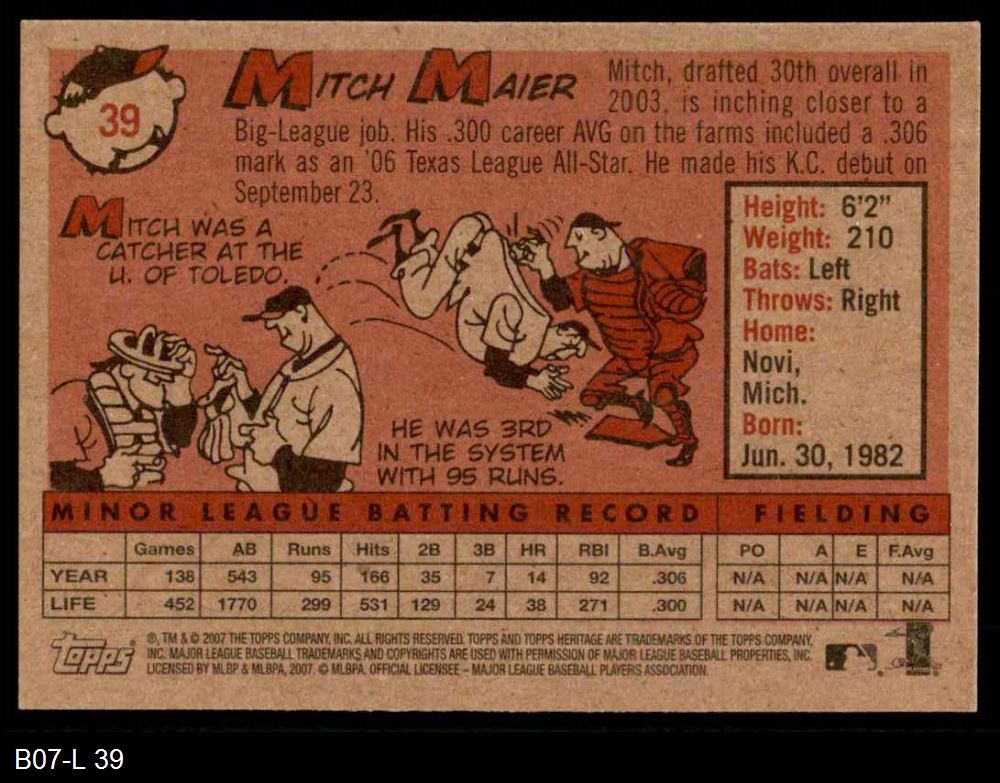 39
MITCH MAIER
Mitch, drafted 30th overall in
2003, is inching closer to a
Big-League job. His .300 career AVG on the farms included a .306
mark as an '06 Texas League All-Star. He made his K.C. debut on
September 23.
MITCH WAS A
CATCHER AT THE
U. OF TOLEDO.
HE WAS 3RD
IN THE SYSTEM
WITH 95 RUNS.
Height: 6'2"
Weight: 210
Bats: Left
Throws: Right
Home:
Novi,
Mich.
Born:
Jun. 30, 1982
MINOR LEAGUE BATTING RECORD FIELDING
Games AB Runs Hits 2B 3B HR RBI B.Avg PO A E F.Avg
YEAR 138 543 95 166 35 7 14 92 .306 N/A N/A N/A N/A
LIFE 452 1770 299 531 129 24 38 271 .300 N/A N/A N/A N/A
TOPPS
®, TM & © 2007 THE TOPPS COMPANY, INC. ALL RIGHTS RESERVED. TOPPS AND TOPPS HERITAGE ARE TRADEMARKS OF THE TOPPS COMPANY,
INC. MAJOR LEAGUE BASEBALL TRADEMARKS AND COPYRIGHTS ARE USED WITH PERMISSION OF MAJOR LEAGUE BASEBALL PROPERTIES, INC.
LICENSED BY MLBP & MLBPA, 2007. © MLBPA. OFFICIAL LICENSEE – MAJOR LEAGUE BASEBALL PLAYERS ASSOCIATION.
B07-L 39